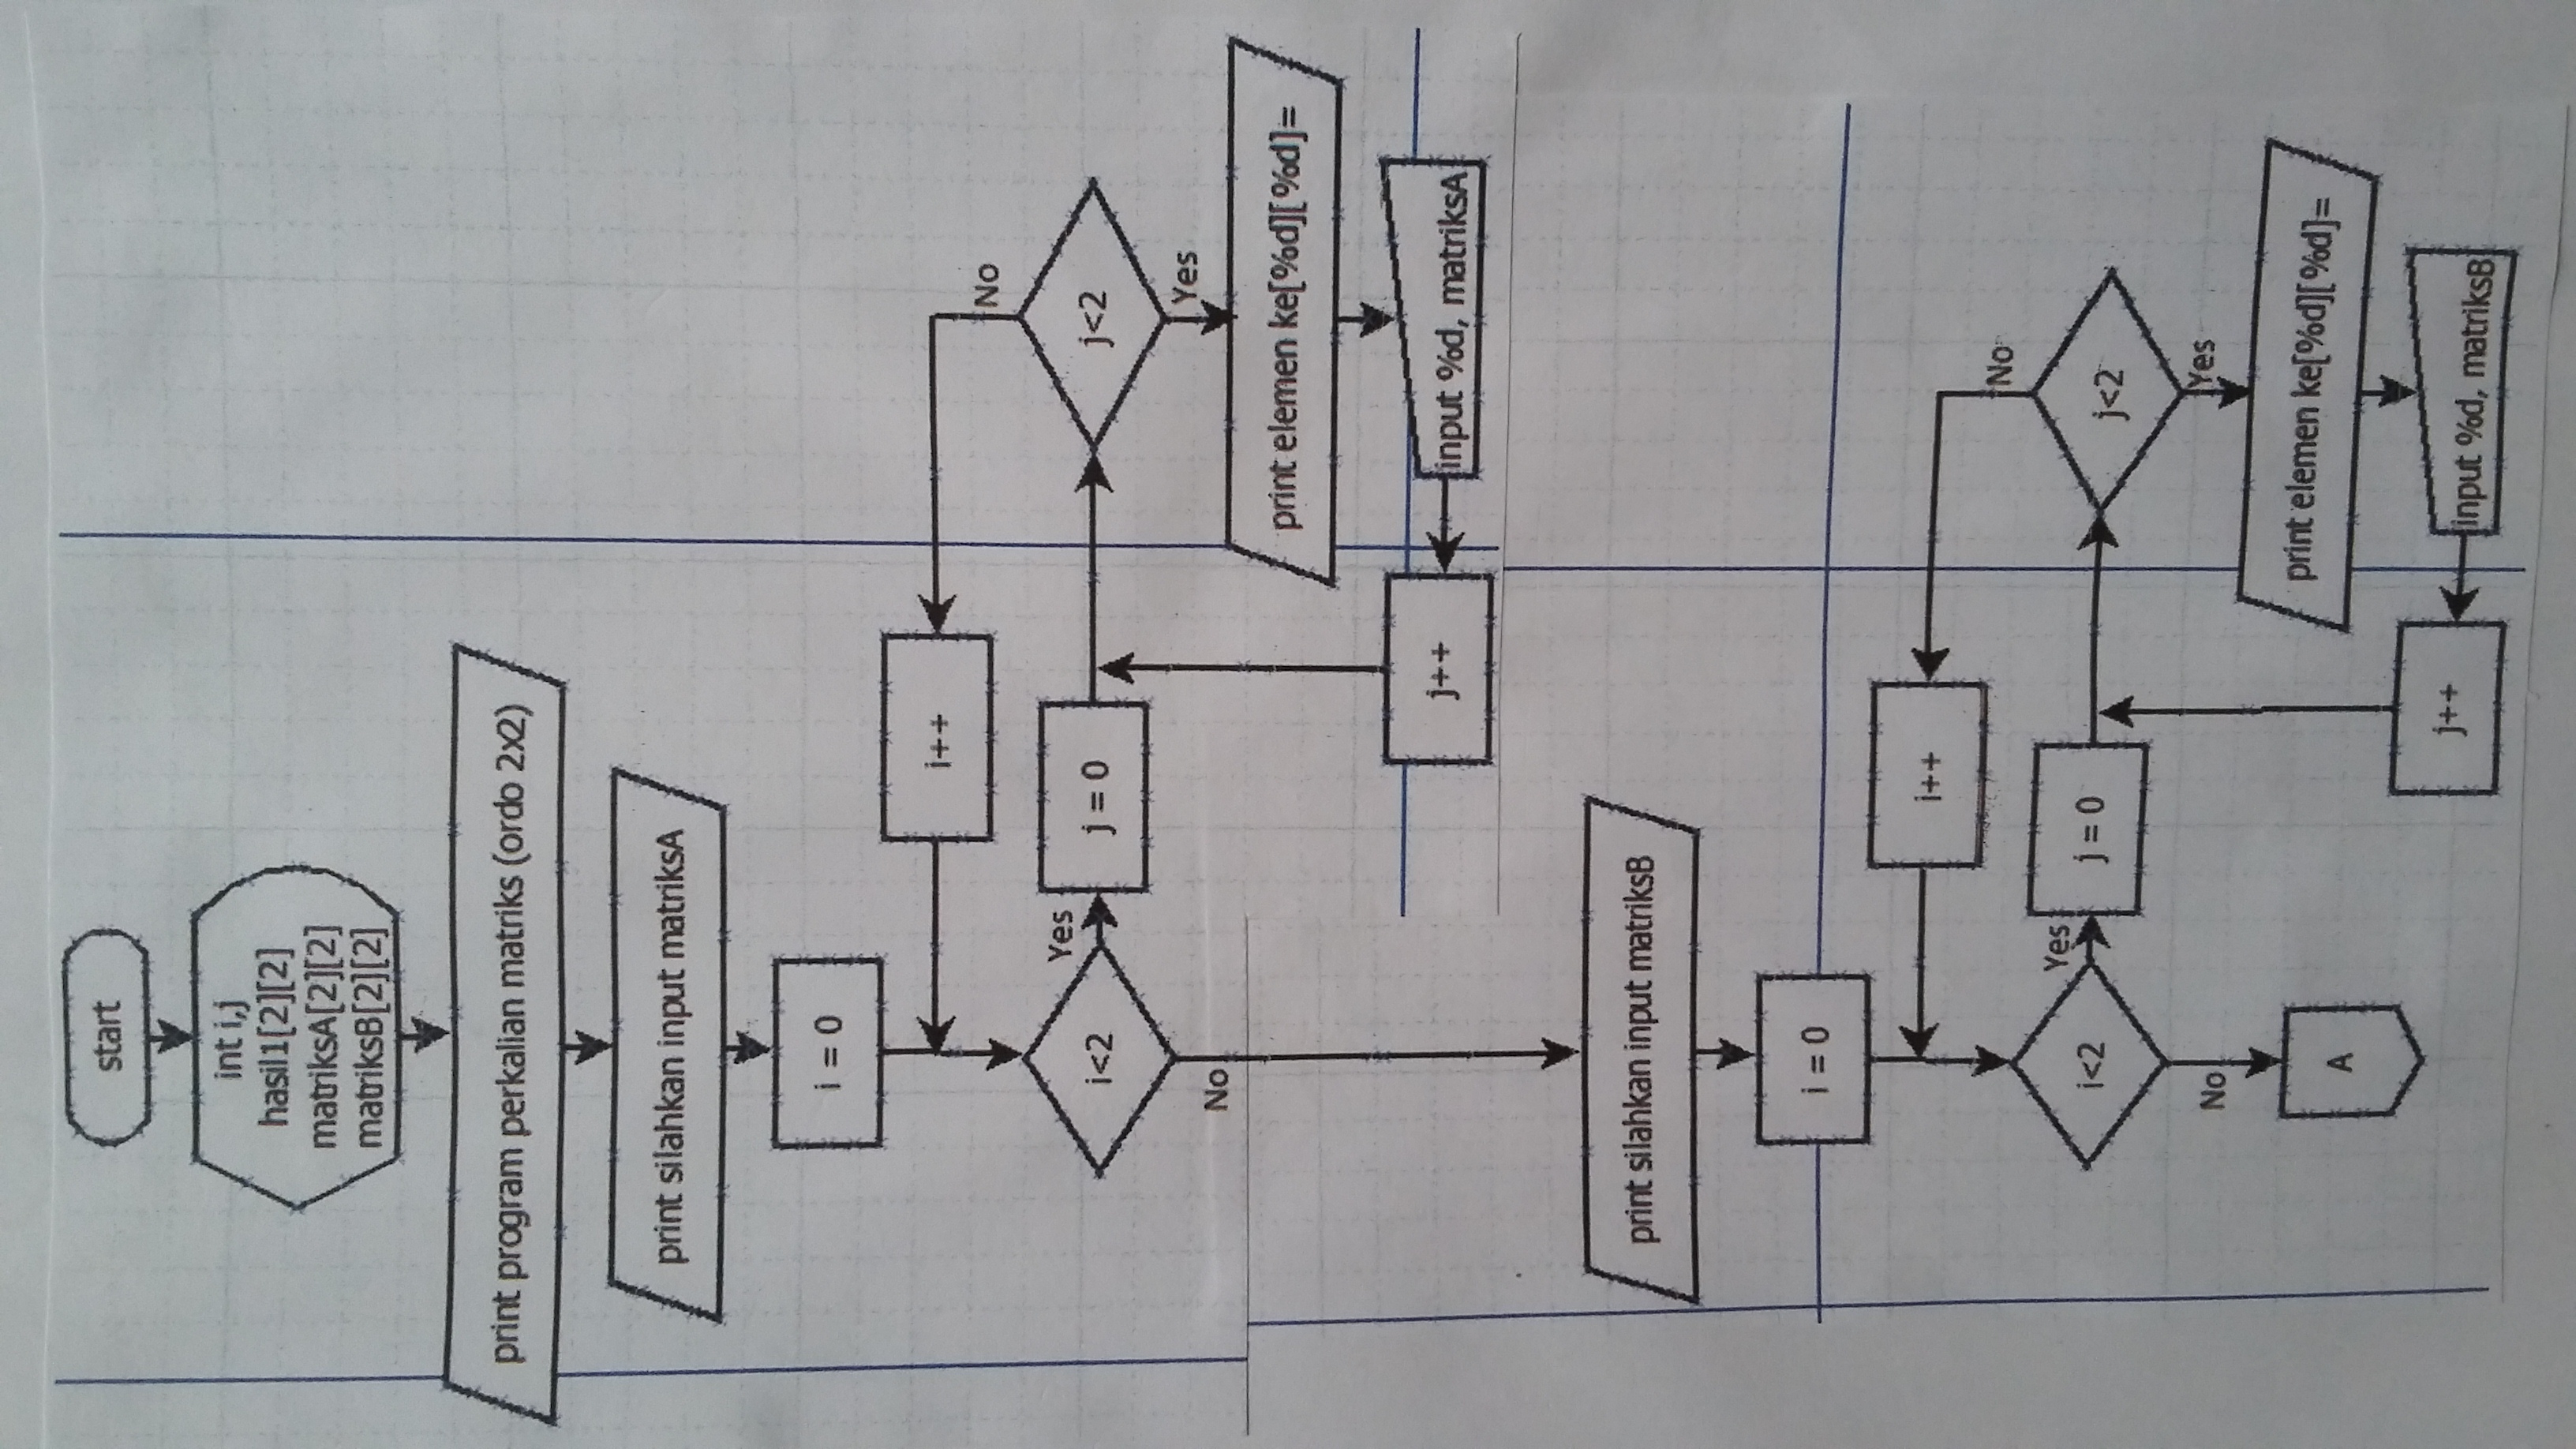 start
int i,j
hasil1[2][2]
matriksA[2][2]
matriksB[2][2]
print program perkalian matriks (ordo 2x2)
print silahkan input matriksA
i = 0
i++
No
i<2
Yes
j = 0
j<2
No
Yes
print elemen ke[%d][%d]=
j++
input %d, matriksA
print silahkan input matriksB
i = 0
i++
No
i<2
Yes
j = 0
j<2
No
Yes
A
print elemen ke[%d][%d]=
j++
input %d, matriksB